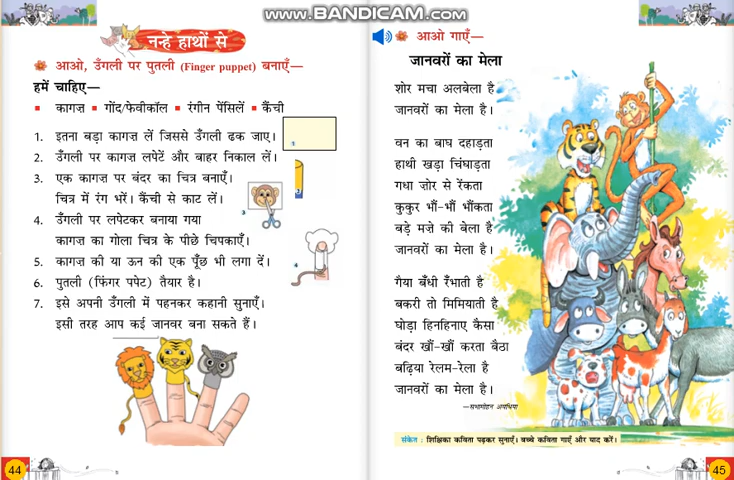 WWW.BANDICAM.COM
नन्हे हाथों से
आओ, उँगली पर पुतली (Finger puppet) बनाएँ–
हमें चाहिए—
▪ कागज़ ▪ गोंद/फेवीकॉल ▪ रंगीन पेंसिलें ▪ कैंची
1. इतना बड़ा कागज़ लें जिससे उँगली ढक जाए।
2. उँगली पर कागज़ लपेटें और बाहर निकाल लें।
3. एक कागज़ पर बंदर का चित्र बनाएँ।
चित्र में रंग भरें। कैंची से काट लें।
4. उँगली पर लपेटकर बनाया गया
कागज़ का गोला चित्र के पीछे चिपकाएँ।
5. कागज़ की या ऊन की एक पूँछ भी लगा दें।
6. पुतली (फिंगर पपेट) तैयार है।
7. इसे अपनी उँगली में पहनकर कहानी सुनाएँ।
इसी तरह आप कई जानवर बना सकते हैं।
1
3
4
44
आओ गाएँ–
जानवरों का मेला
शोर मचा अलबेला है
जानवरों का मेला है।
वन का बाघ दहाड़ता
हाथी खड़ा चिंघाड़ता
गधा ज़ोर से रेंकता
कुकुर भौं-भौं भौंकता
बड़े मज़े की बेला है
जानवरों का मेला है।
गैया बँधी रँभाती है
बकरी तो मिमियाती है
घोड़ा हिनहिनाए कैसा
बंदर खौं-खौं करता बैठा
बढ़िया रेलम-रेला है
जानवरों का मेला है।
संकेत : शिक्षिका कविता पढ़कर सुनाएँ। बच्चे कविता गाएँ और याद करें।
45